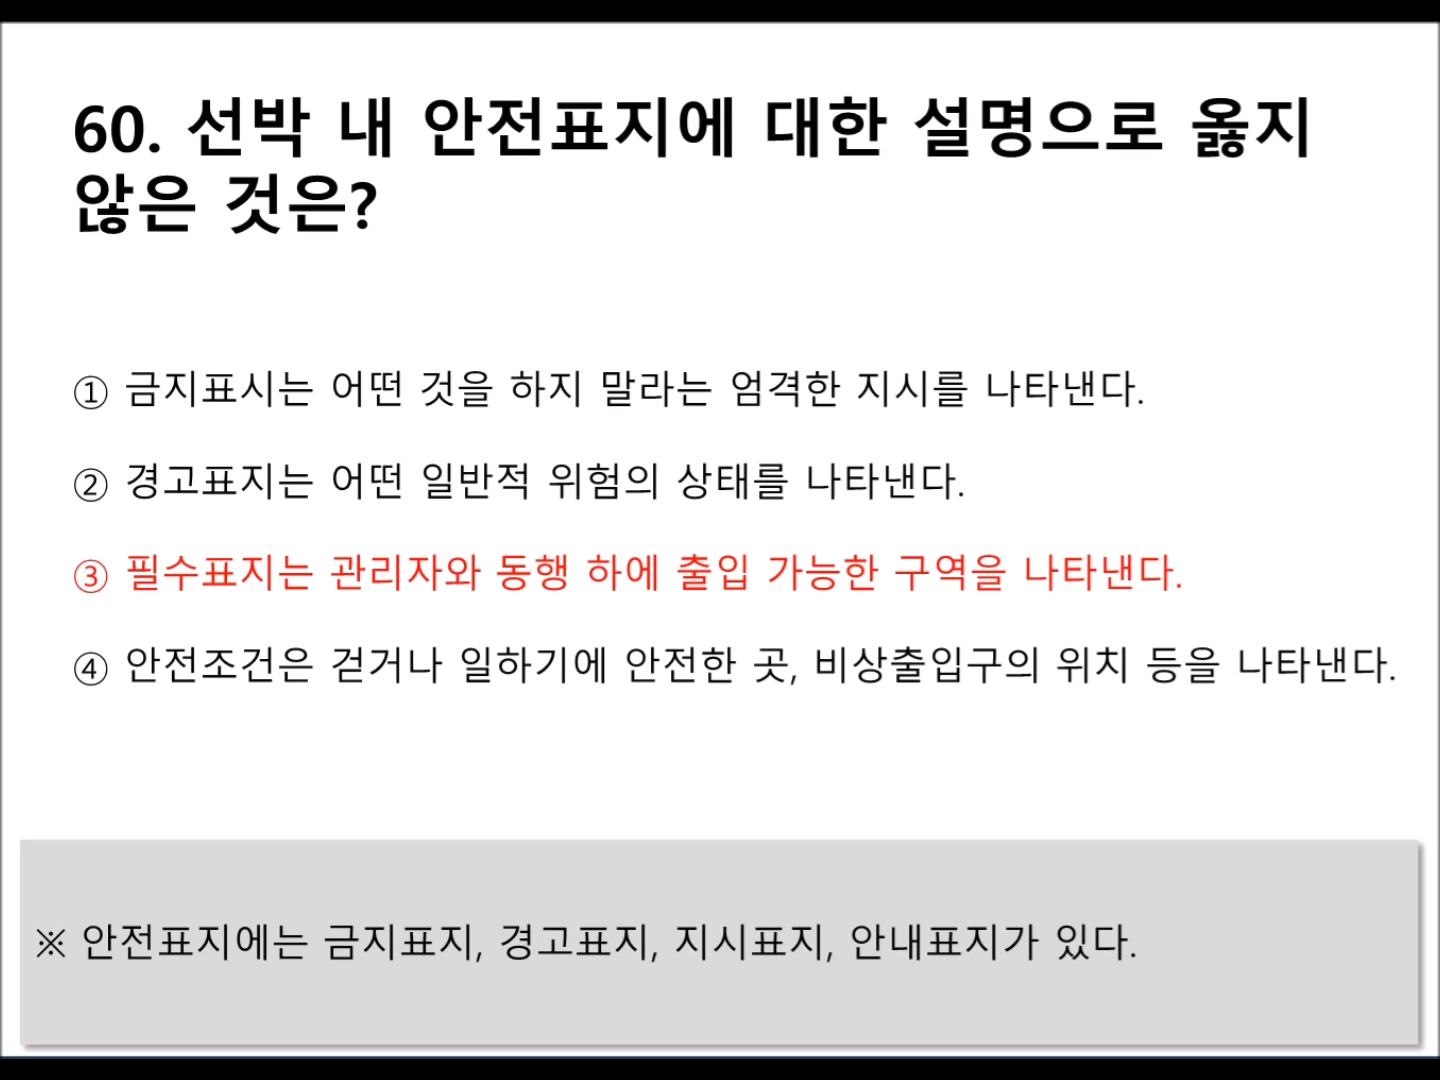 60. 선박 내 안전표지에 대한 설명으로 옳지
않은 것은?
① 금지표시는 어떤 것을 하지 말라는 엄격한 지시를 나타낸다.
② 경고표지는 어떤 일반적 위험의 상태를 나타낸다.
③ 필수표지는 관리자와 동행 하에 출입 가능한 구역을 나타낸다.
④ 안전조건은 걷거나 일하기에 안전한 곳, 비상출입구의 위치 등을 나타낸다.
※ 안전표지에는 금지표지, 경고표지, 지시표지, 안내표지가 있다.